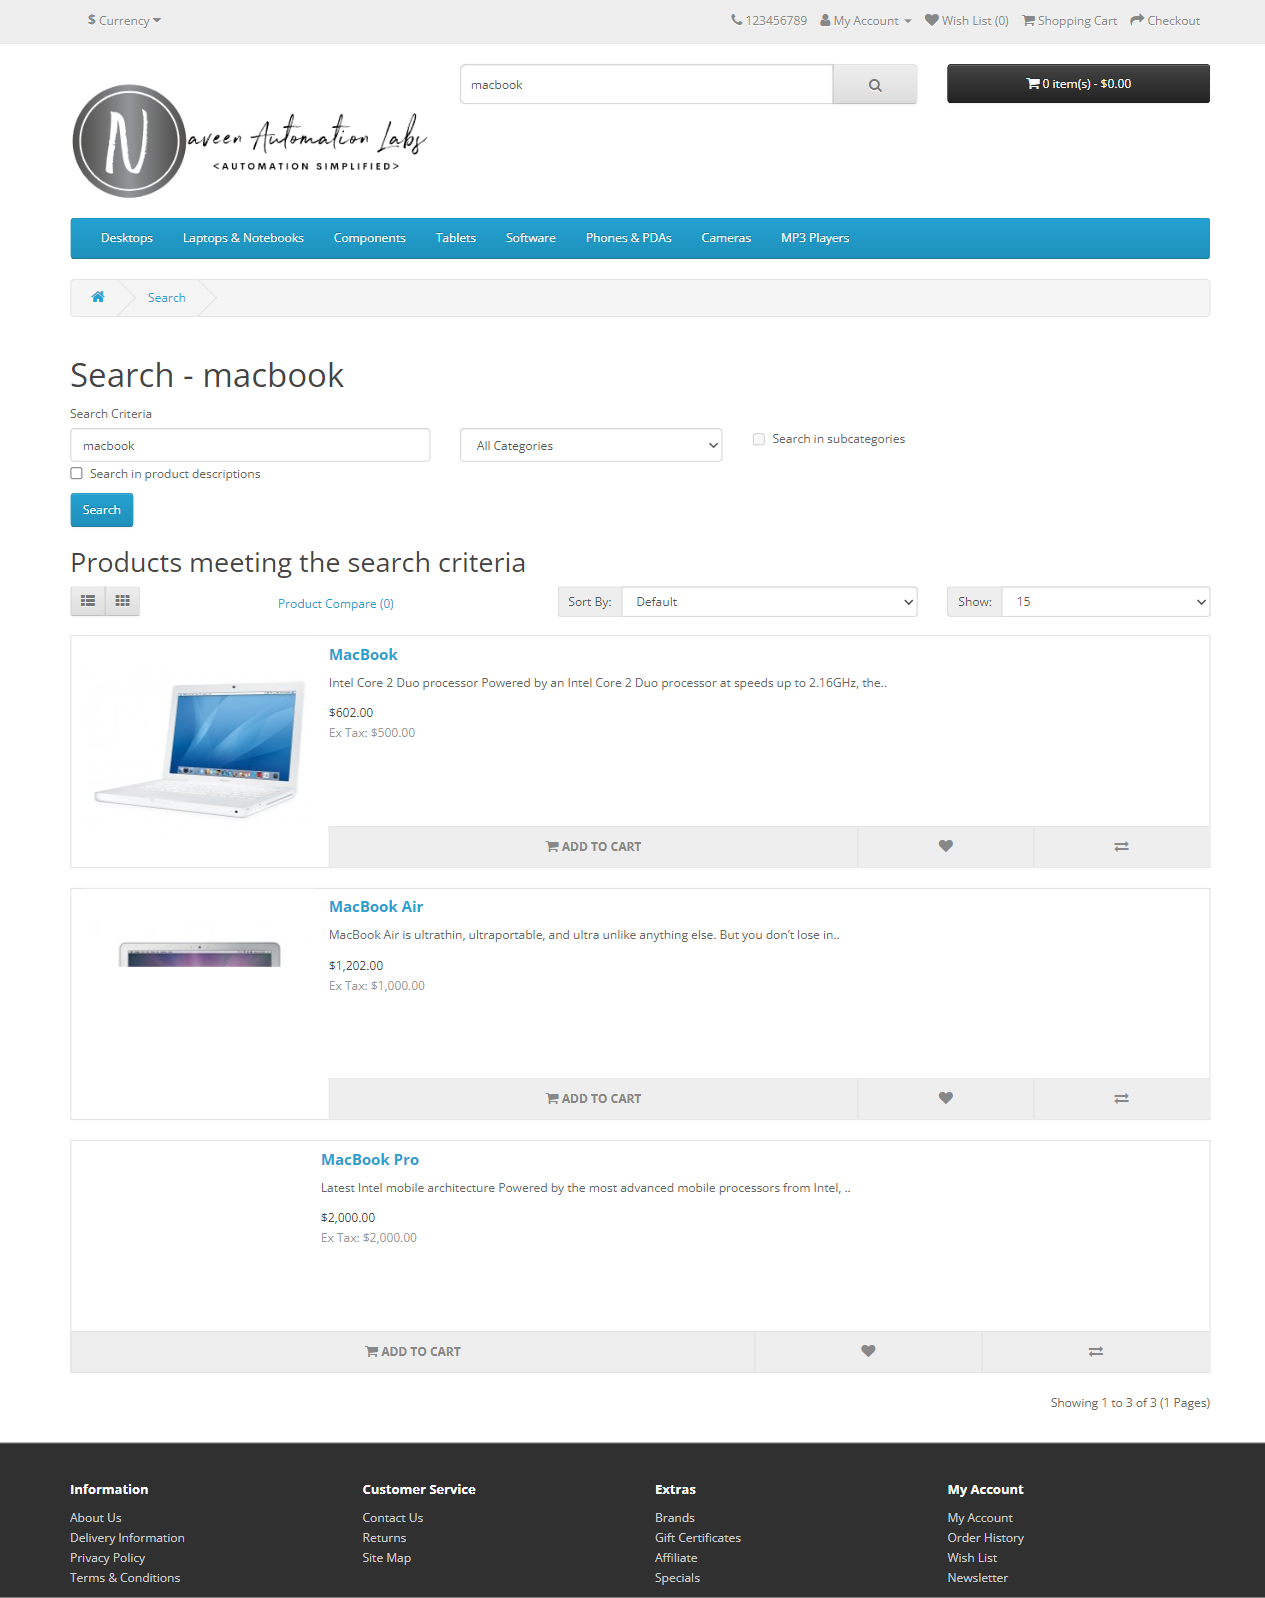 $ Currency
123456789 My Account Wish List (0) Shopping Cart Checkout
macbook
0 item(s) - $0.00
N aveen Automation Labs
<AUTOMATION SIMPLIFIED>
Desktops Laptops & Notebooks Components Tablets Software Phones & PDAs Cameras MP3 Players
Search
Search - macbook
Search Criteria
macbook All Categories Search in subcategories
Search in product descriptions
Search
Products meeting the search criteria
Product Compare (0) Sort By: Default Show: 15
MacBook
Intel Core 2 Duo processor Powered by an Intel Core 2 Duo processor at speeds up to 2.16GHz, the..
$602.00
Ex Tax: $500.00
ADD TO CART
MacBook Air
MacBook Air is ultrathin, ultraportable, and ultra unlike anything else. But you don’t lose in..
$1,202.00
Ex Tax: $1,000.00
ADD TO CART
MacBook Pro
Latest Intel mobile architecture Powered by the most advanced mobile processors from Intel, ..
$2,000.00
Ex Tax: $2,000.00
ADD TO CART
Showing 1 to 3 of 3 (1 Pages)
Information
About Us
Delivery Information
Privacy Policy
Terms & Conditions
Customer Service
Contact Us
Returns
Site Map
Extras
Brands
Gift Certificates
Affiliate
Specials
My Account
My Account
Order History
Wish List
Newsletter